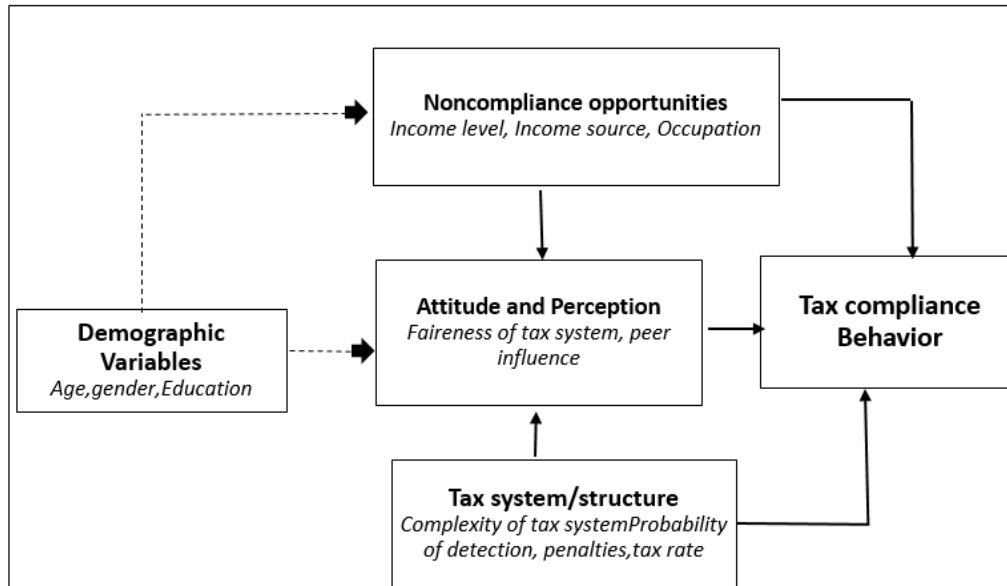 Noncompliance opportunities
Income level, Income source, Occupation
Attitude and Perception
Faireness of tax system, peer
influence
Tax compliance
Behavior
Demographic
Variables
Age,gender,Education
Tax system/structure
Complexity of tax systemProbability
of detection, penalties,tax rate